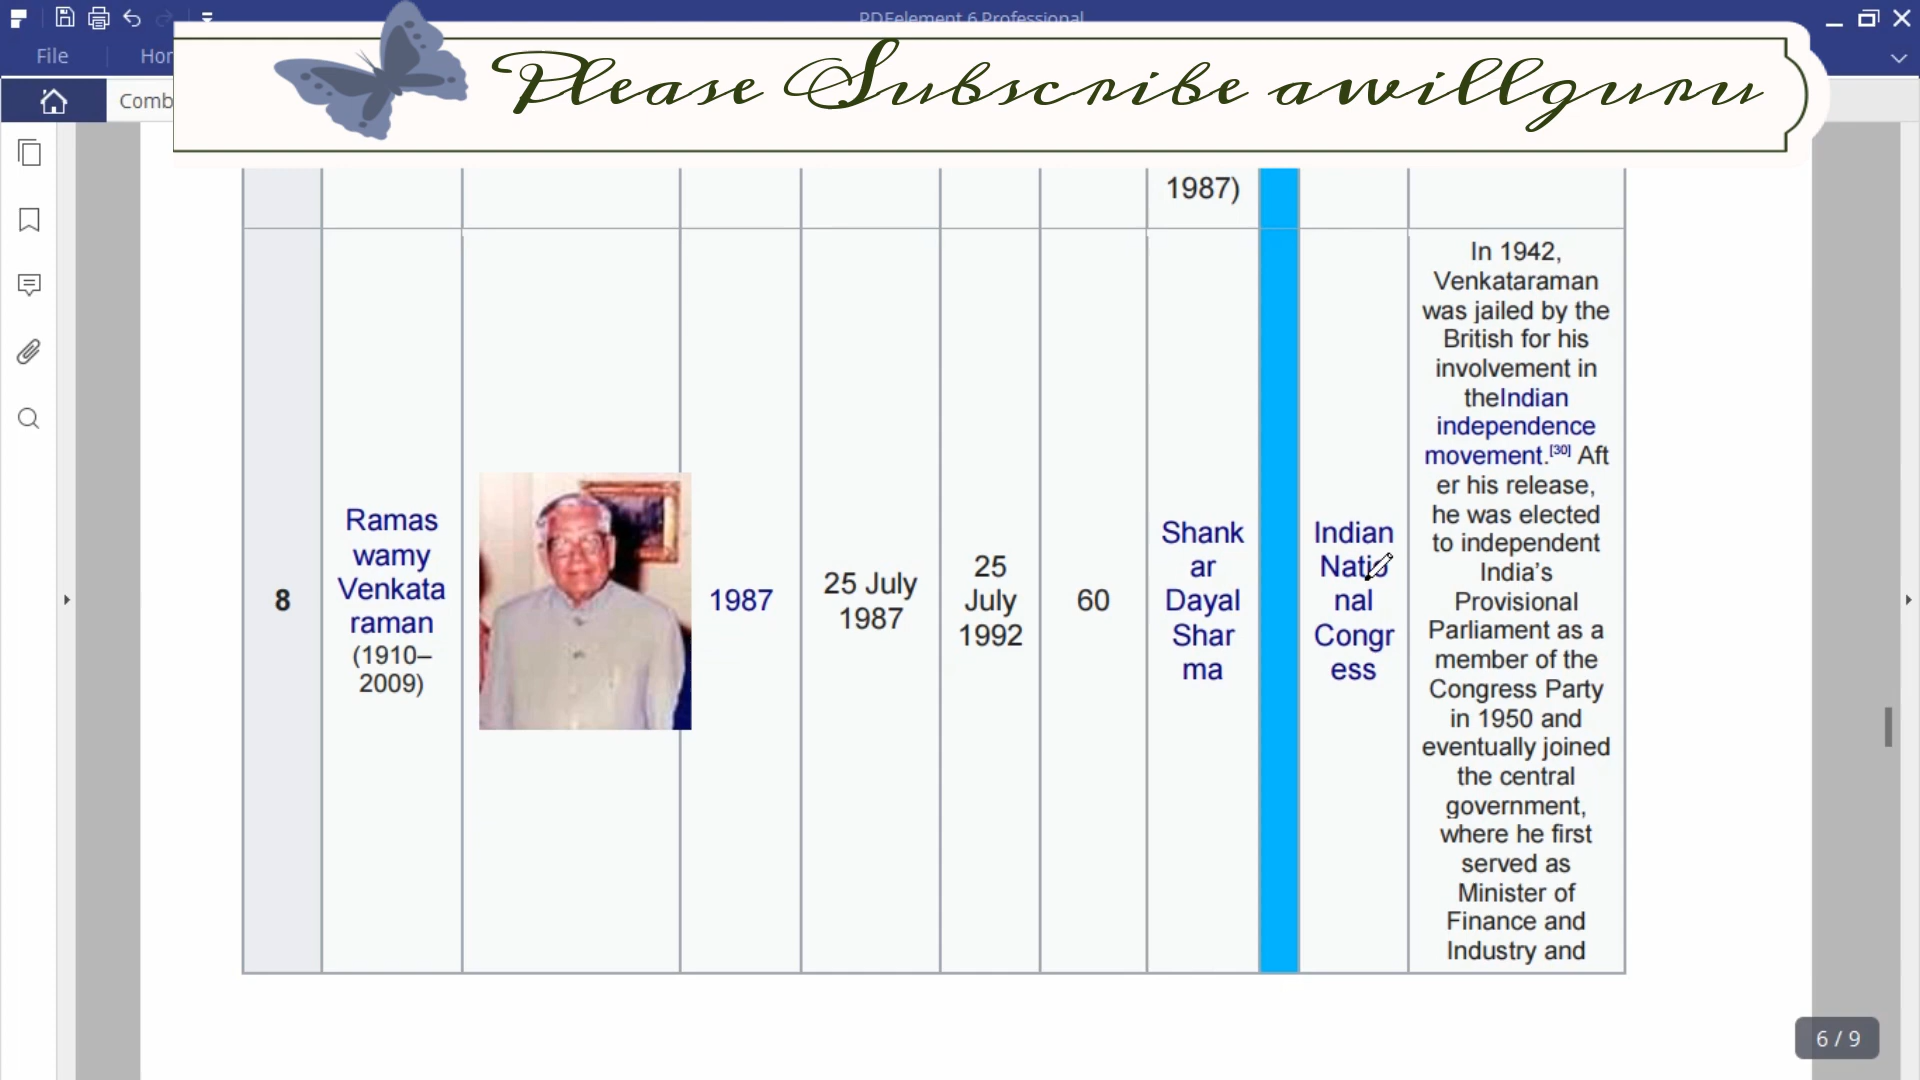 PDFelement 6 Professional
File
Hor
Comb
Please Subscribe awillguru
1987)
8
Ramas
wamy
Venkata
raman
(1910–
2009)
1987
25 July
1987
25
July
1992
60
Shank
ar
Dayal
Shar
ma
Indian
Natio
nal
Congr
ess
In 1942,
Venkataraman
was jailed by the
British for his
involvement in
theIndian
independence
movement.[30] Aft
er his release,
he was elected
to independent
India’s
Provisional
Parliament as a
member of the
Congress Party
in 1950 and
eventually joined
the central
government,
where he first
served as
Minister of
Finance and
Industry and
6 / 9